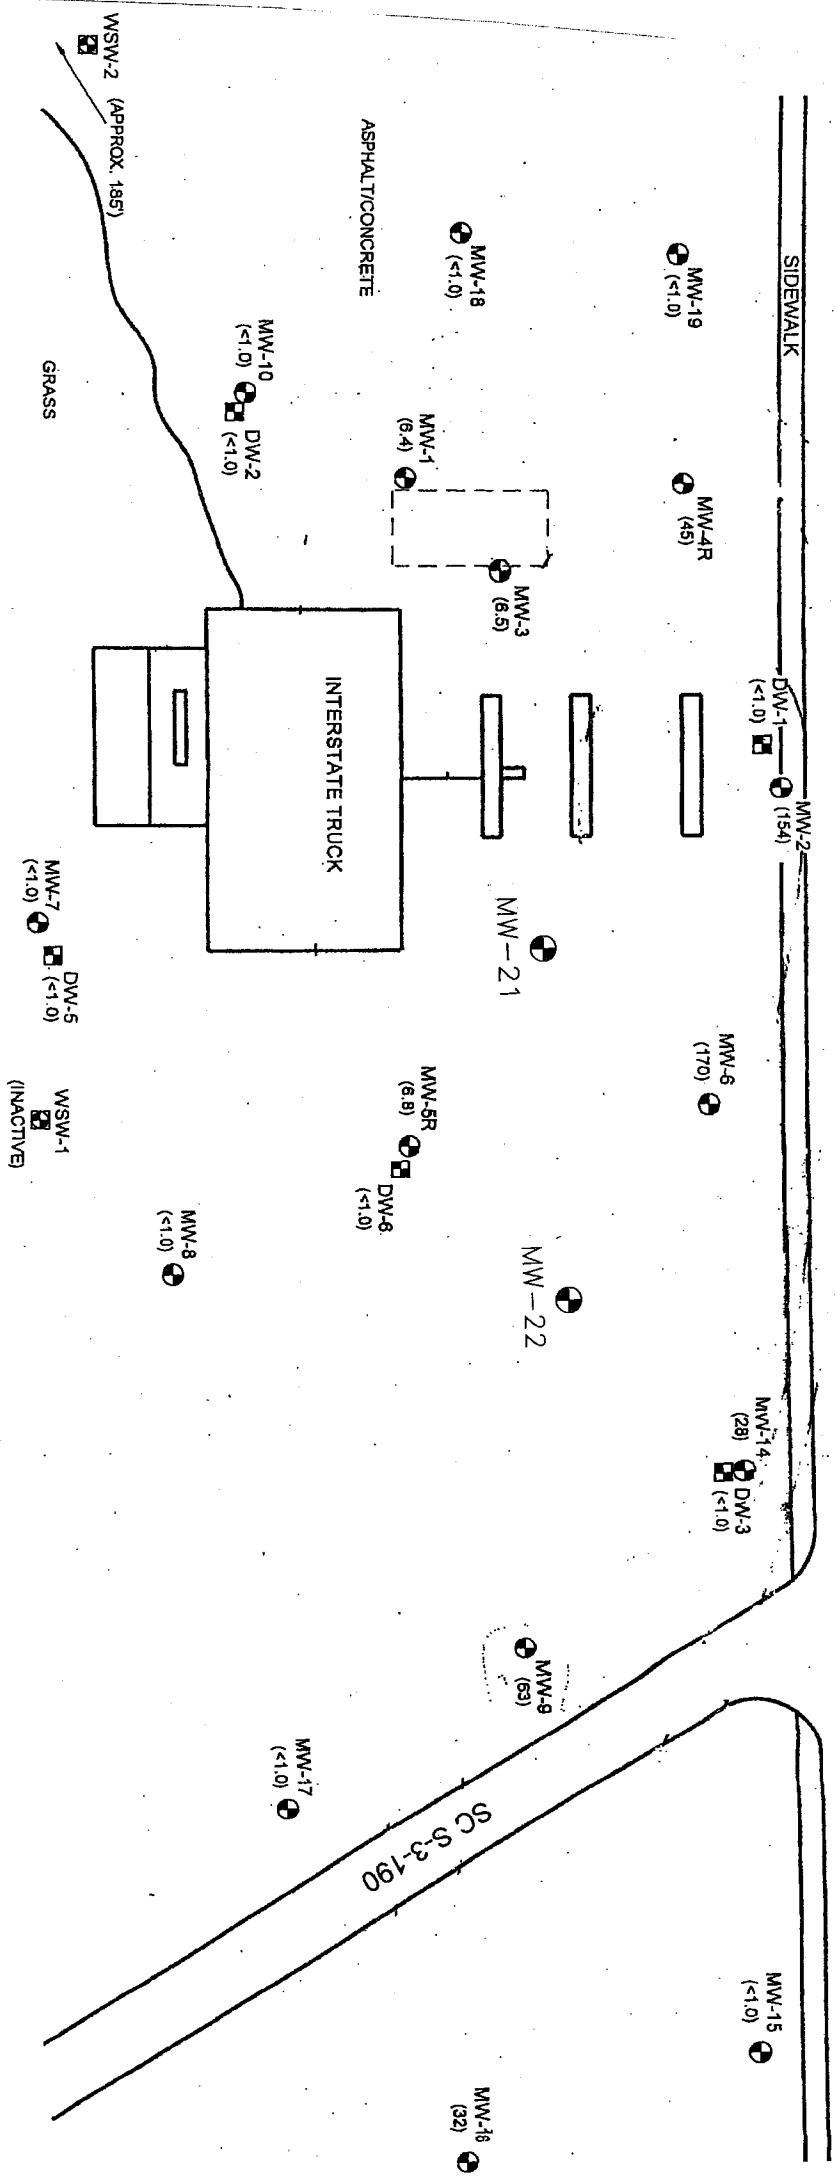 WSW-2
(APPROX. 185')
ASPHALT/CONCRETE
MW-18
(<1.0)
MW-19
(<1.0)
SIDEWALK
MW-10
(<1.0)
DW-2
(<1.0)
GRASS
MW-1
(6.4)
MW-4R
(45)
MW-3
(6.5)
DW-1
(<1.0)
MW-2
(154)
INTERSTATE TRUCK
MW-7
(<1.0)
DW-5
(<1.0)
MW-21
MW-6
(170)
WSW-1
(INACTIVE)
MW-5R
(6.8)
DW-6
(<1.0)
MW-8
(<1.0)
MW-22
MW-14
(28)
DW-3
(<1.0)
MW-9
(63)
MW-17
(<1.0)
SC S-3-190
MW-15
(<1.0)
MW-16
(32)